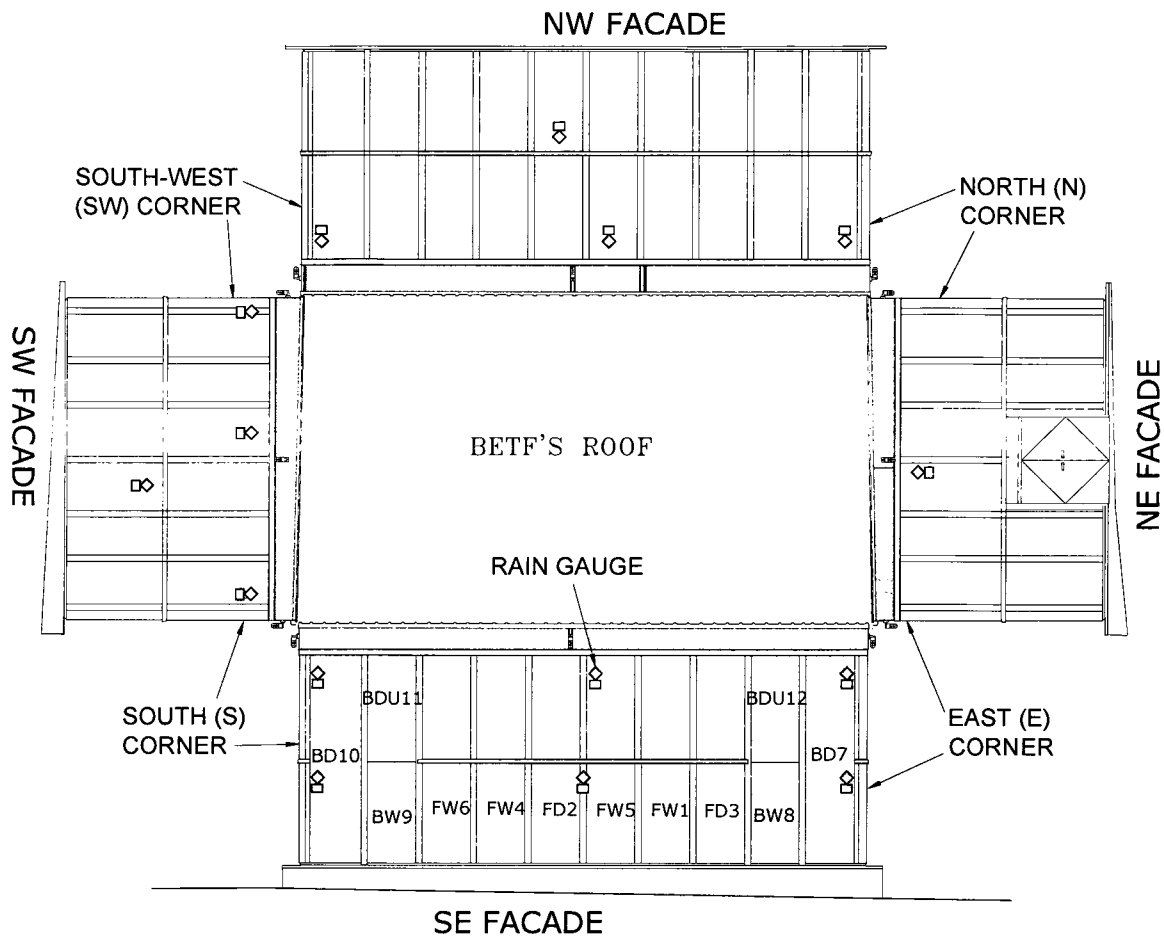 NW FACADE
SOUTH-WEST
(SW) CORNER
NORTH (N)
CORNER
SW FACADE
NE FACADE
BETF'S ROOF
RAIN GAUGE
SOUTH (S)
CORNER
EAST (E)
CORNER
BDU11
BDU12
BD10
BD7
BW9
FW6
FW4
FD2
FW5
FW1
FD3
BW8
SE FACADE